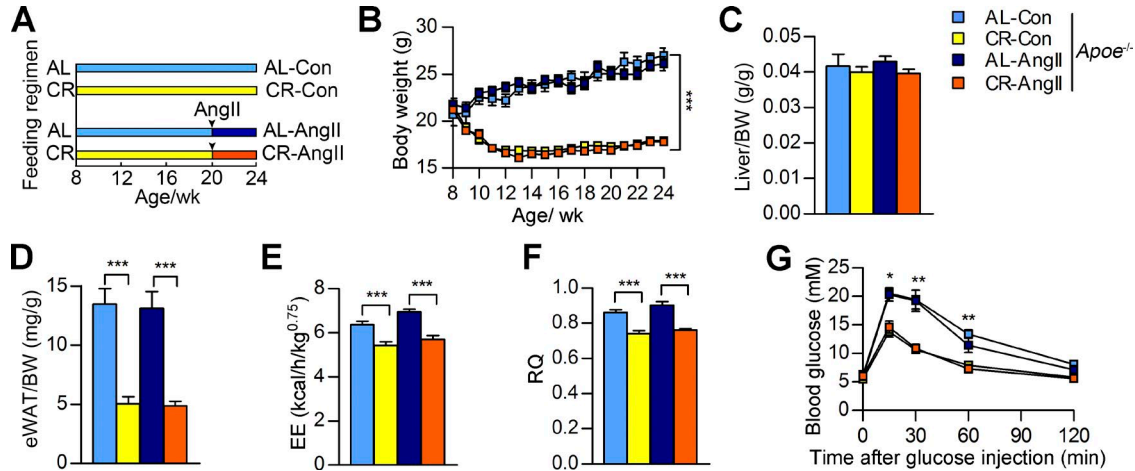 A
Feeding regimen
AL
AL-Con
CR
CR-Con
AngII
AL
AL-AngII
CR
CR-AngII
8 12 16 20 24
Age/wk
B
Body weight (g)
30
25
20
15
8 10 12 14 16 18 20 22 24
Age/ wk
***
C
Liver/BW (g/g)
0.05
0.04
0.03
0.02
0.01
0.00
AL-Con
CR-Con
AL-AngII
CR-AngII
Apoe-/-
D
eWAT/BW (mg/g)
15
10
5
0
*** ***
E
EE (kcal/h/kg0.75)
8
6
4
2
0
*** ***
F
RQ
1.0
0.8
0.6
0.4
0.2
0.0
*** ***
G
Blood glucose (mM)
25
20
15
10
5
0
* ** **
0 30 60 90 120
Time after glucose injection (min)